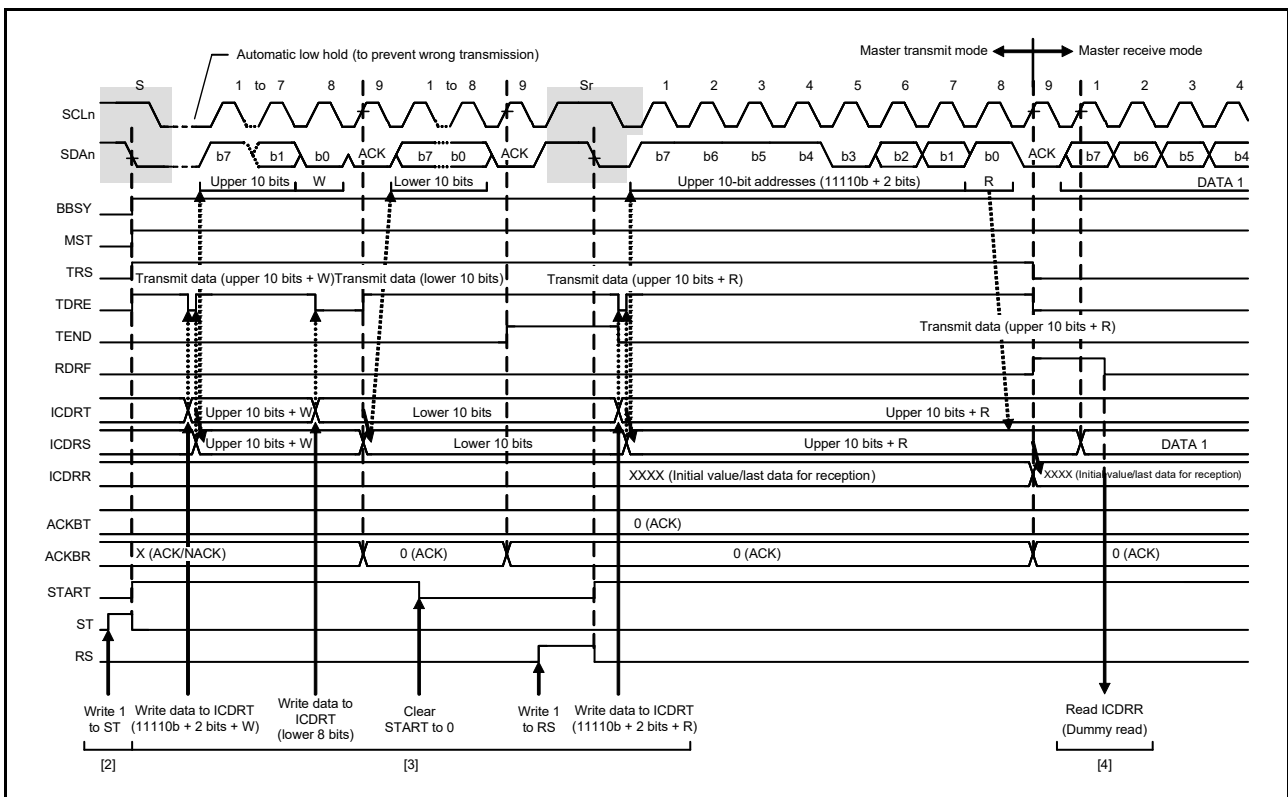 Automatic low hold (to prevent wrong transmission)
Master transmit mode
Master receive mode
S 1 to 7 8 9 1 to 8 9 Sr 1 2 3 4 5 6 7 8 9 1 2 3 4
SCLn
SDAn b7 b1 b0 ACK b7 b0 ACK b7 b6 b5 b4 b3 b2 b1 b0 ACK b7 b6 b5 b4
Upper 10 bits W Lower 10 bits Upper 10-bit addresses (11110b + 2 bits) R DATA 1
BBSY
MST
TRS
Transmit data (upper 10 bits + W) Transmit data (lower 10 bits) Transmit data (upper 10 bits + R)
TDRE
TEND
Transmit data (upper 10 bits + R)
RDRF
ICDRT Upper 10 bits + W Lower 10 bits Upper 10 bits + R
ICDRS Upper 10 bits + W Lower 10 bits Upper 10 bits + R DATA 1
ICDRR XXXX (Initial value/last data for reception) XXXX (Initial value/last data for reception)
ACKBT 0 (ACK)
ACKBR X (ACK/NACK) 0 (ACK) 0 (ACK) 0 (ACK)
START
ST
RS
Write 1
to ST
Write data to ICDRT
(11110b + 2 bits + W)
Write data to
ICDRT
(lower 8 bits)
Clear
START to 0
Write 1
to RS
Write data to ICDRT
(11110b + 2 bits + R)
Read ICDRR
(Dummy read)
[2] [3] [4]